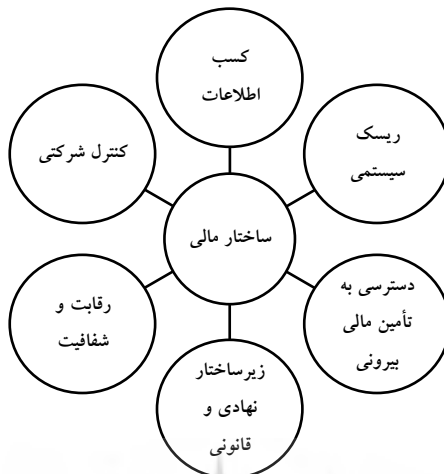 کسب
اطلاعات
ریسک
سیستمی
کنترل شرکتی
ساختار مالی
دسترسی به
تأمین مالی
بیرونی
رقابت و
شفافیت
زیرساختار
نهادی و
قانونی